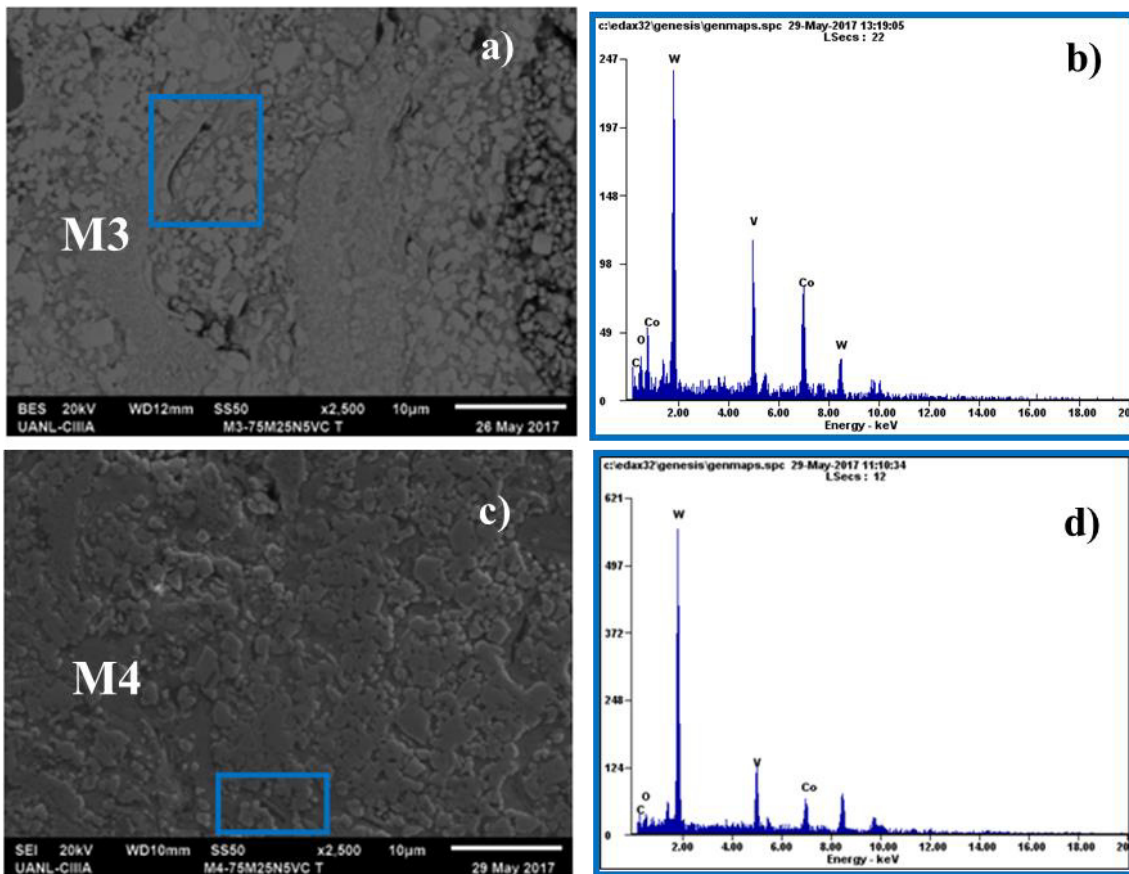 a)
M3
BES 20kV WD12mm SS50 x2,500 10µm
UANL-CIIIA M3-75M25N5VC T 26 May 2017
c:\edax32\genesis\genmaps.spc 29-May-2017 13:19:05
LSecs : 22
b)
247
197
148
98
49
0
W
V
Co
W
Co
O
C
2.00 4.00 6.00 8.00 10.00 12.00 14.00 16.00 18.00 20
Energy - keV
c)
M4
SEI 20kV WD10mm SS50 x2,500 10µm
UANL-CIIIA M4-75M25N5VC T 29 May 2017
c:\edax32\genesis\genmaps.spc 29-May-2017 11:10:34
LSecs : 12
d)
621
497
372
248
124
0
W
V
Co
O
C
2.00 4.00 6.00 8.00 10.00 12.00 14.00 16.00 18.00 20
Energy - keV